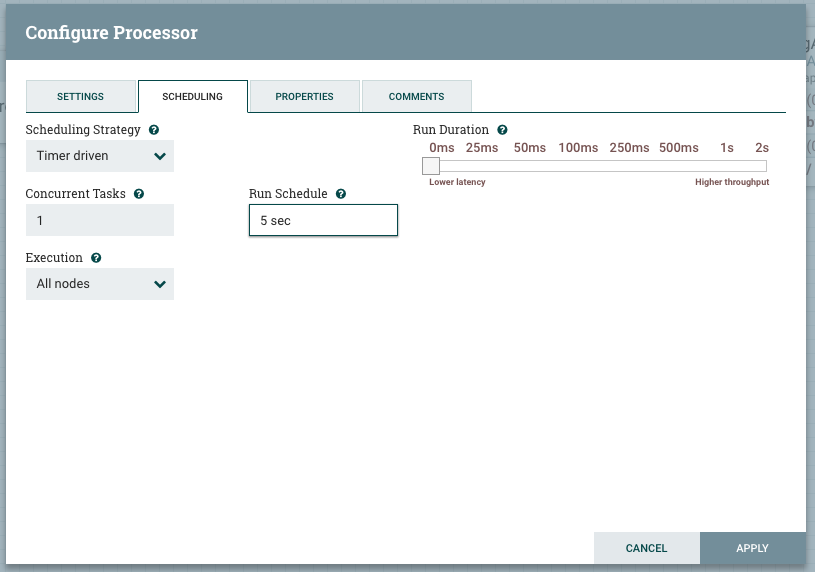 Configure Processor
SETTINGS
SCHEDULING
PROPERTIES
COMMENTS
Scheduling Strategy
Timer driven
Run Duration
0ms 25ms 50ms 100ms 250ms 500ms 1s 2s
Lower latency
Higher throughput
Concurrent Tasks
1
Run Schedule
5 sec
Execution
All nodes
CANCEL
APPLY